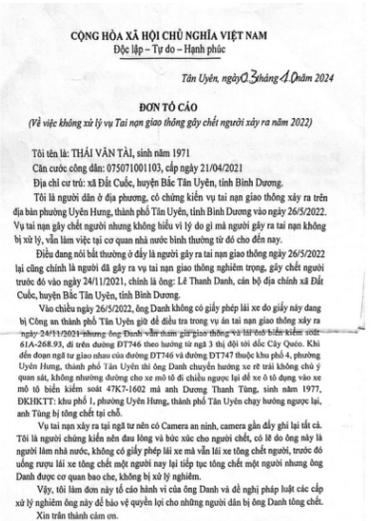 CỘNG HÒA XÃ HỘI CHỦ NGHĨA VIỆT NAM
Độc lập – Tự do – Hạnh phúc
Tân Uyên, ngày 03 tháng 10 năm 2024
ĐƠN TỐ CÁO
(Về việc không xử lý vụ Tai nạn giao thông gây chết người xảy ra năm 2022)
Tôi tên là: THÁI VĂN TÀI, sinh năm 1971
Căn cước công dân: 075071001103, cấp ngày 21/04/2021
Địa chỉ cư trú: xã Đất Cuốc, huyện Bắc Tân Uyên, tỉnh Bình Dương.
Tôi là người dân ở địa phương, có chứng kiến vụ tai nạn giao thông xảy ra trên
địa bàn phường Uyên Hưng, thành phố Tân Uyên, tỉnh Bình Dương vào ngày 26/5/2022.
Vụ tai nạn gây chết người nhưng không hiểu vì lý do gì mà người gây ra tai nạn không
bị xử lý, vẫn làm việc tại cơ quan nhà nước bình thường từ đó cho đến nay.
Điều đang nói bất thường ở đây là người gây ra tai nạn giao thông ngày 26/5/2022
lại cũng chính là người đã gây ra vụ tai nạn giao thông nghiêm trọng, gây chết người
trước đó vào ngày 24/11/2021, chính là ông: Lê Thanh Danh, cán bộ địa chính xã Đất
Cuốc, huyện Bắc Tân Uyên, tỉnh Bình Dương.
Vào chiều ngày 26/5/2022, ông Danh không có giấy phép lái xe do giấy này đang
bị Công an thành phố Tân Uyên giữ để điều tra trong vụ án tai nạn giao thông xảy ra
ngày 24/11/2021 nhưng ông Danh vẫn tham gia giao thông và lái ôtô biển kiểm soát
61A-268.93, đi trên đường ĐT746 theo hướng từ ngã 3 thị đội tới dốc Cây Quéo. Khi
đến đoạn ngã tư giao nhau của đường ĐT746 và đường ĐT747 thuộc khu phố 4, phường
Uyên Hưng, thành phố Tân Uyên thì ông Danh chuyển hướng xe rẽ trái không chú ý
quan sát, không nhường đường cho xe mô tô đi chiều ngược lại để xe ô tô đụng vào xe
mô tô biển kiểm soát 47K7-1602 mà anh Dương Thanh Tùng, sinh năm 1977,
ĐKHKTT: khu phố 1, phường Uyên Hưng, thành phố Tân Uyên chạy hướng ngược lại,
anh Tùng bị tông chết tại chỗ.
Vụ tai nạn xảy ra tại ngã tư nên có Camera an ninh, camera gần đấy ghi lại tất cả.
Tôi là người chứng kiến nên đau lòng và bức xúc cho người chết, có lẽ do ông này là
người làm nhà nước, không có giấy phép lái xe mà vẫn lái xe tông chết người, trước đó
uống rượu lái xe tông chết một người nay lại tiếp tục tông chết một người nhưng ông
Danh được cơ quan bao che, không bị xử lý nghiêm.
Vậy, tôi làm đơn này tố cáo hành vi của ông Danh và đề nghị pháp luật các cấp
xử lý nghiêm ông này để bảo vệ quyền lợi cho những người dân bị ông Danh tông chết.
Xin trân thành cảm ơn.